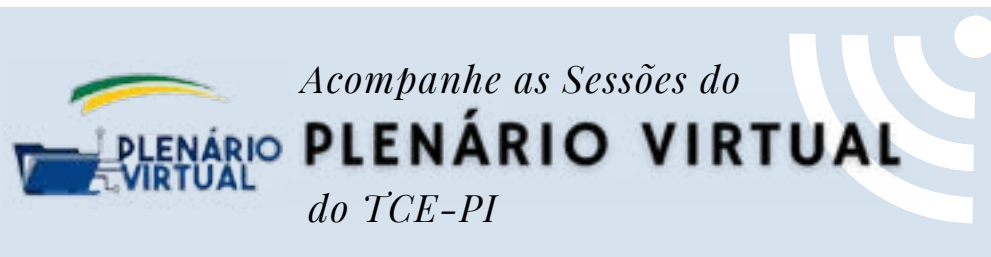 PLENÁRIO
VIRTUAL
Acompanhe as Sessões do
PLENÁRIO VIRTUAL
do TCE-PI